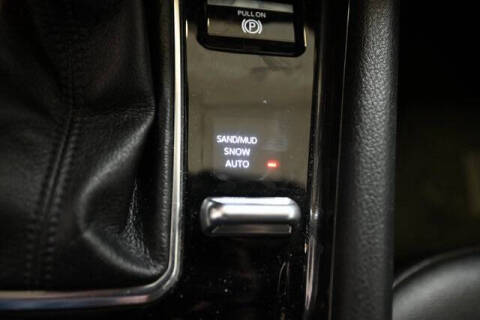 PULL ON
(P)
SAND/MUD
SNOW
AUTO